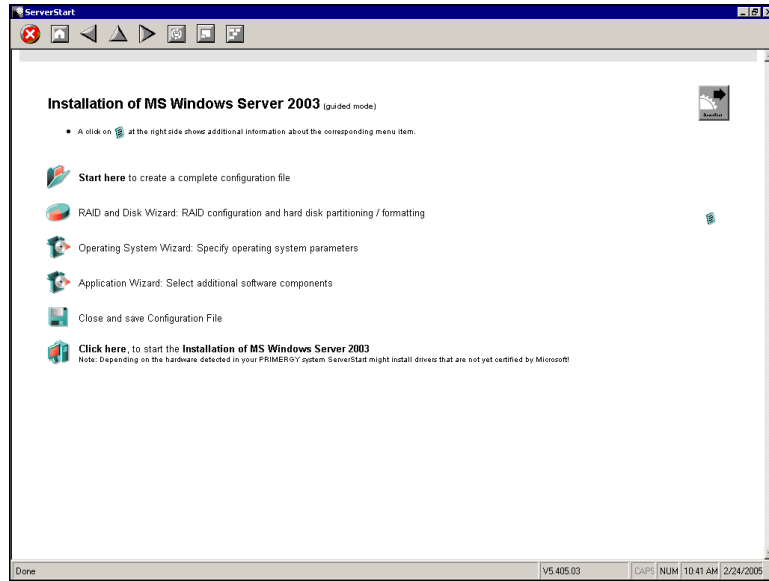 ServerStart
Installation of MS Windows Server 2003 (guided mode)
ServerStart
• A click on at the right side shows additional information about the corresponding menu item.
Start here to create a complete configuration file
RAID and Disk Wizard: RAID configuration and hard disk partitioning / formatting
Operating System Wizard: Specify operating system parameters
Application Wizard: Select additional software components
Close and save Configuration File
Click here, to start the Installation of MS Windows Server 2003
Note: Depending on the hardware detected in your PRIMERGY system ServerStart might install drivers that are not yet certified by Microsoft!
Done V5.405.03 CAPS NUM 10:41 AM 2/24/2005